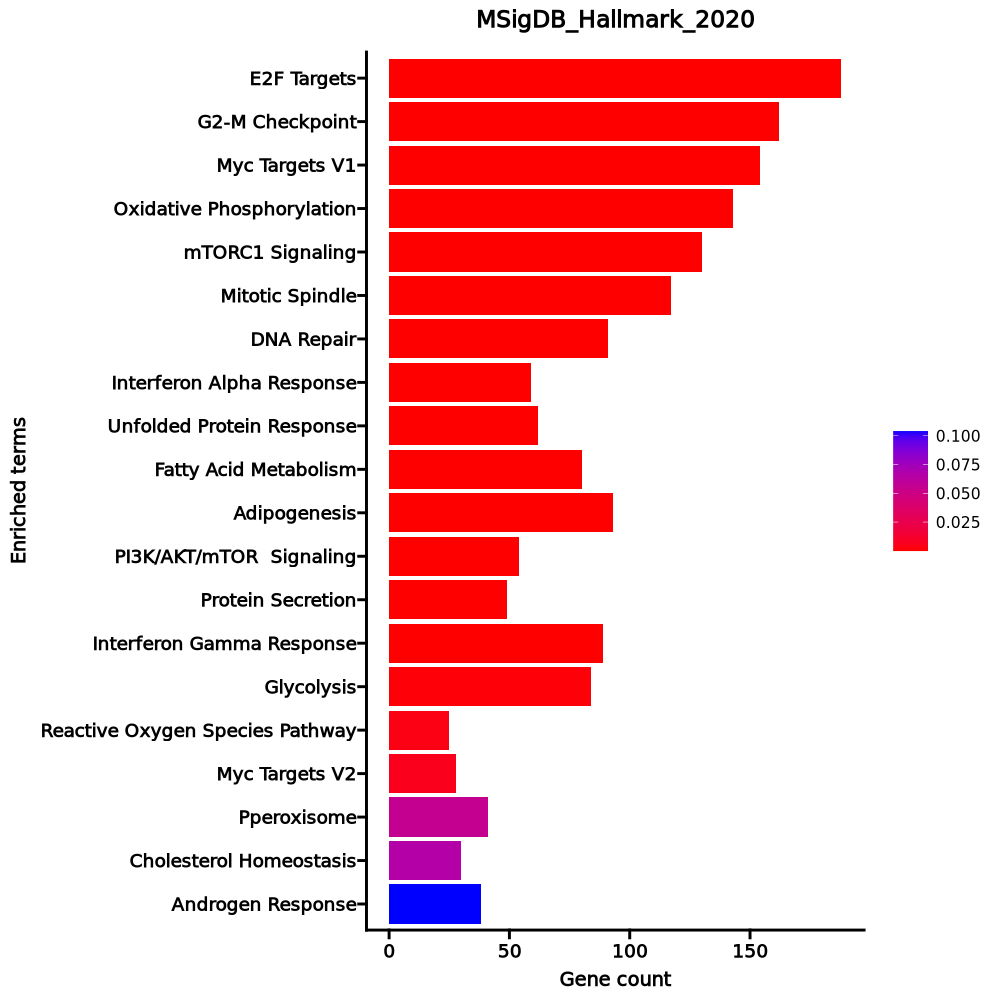 MSigDB_Hallmark_2020
E2F Targets
G2-M Checkpoint
Myc Targets V1
Oxidative Phosphorylation
mTORC1 Signaling
Mitotic Spindle
DNA Repair
Interferon Alpha Response
Unfolded Protein Response
Fatty Acid Metabolism
Adipogenesis
PI3K/AKT/mTOR  Signaling
Protein Secretion
Interferon Gamma Response
Glycolysis
Reactive Oxygen Species Pathway
Myc Targets V2
Pperoxisome
Cholesterol Homeostasis
Androgen Response
Enriched terms
0 50 100 150
Gene count
0.100
0.075
0.050
0.025